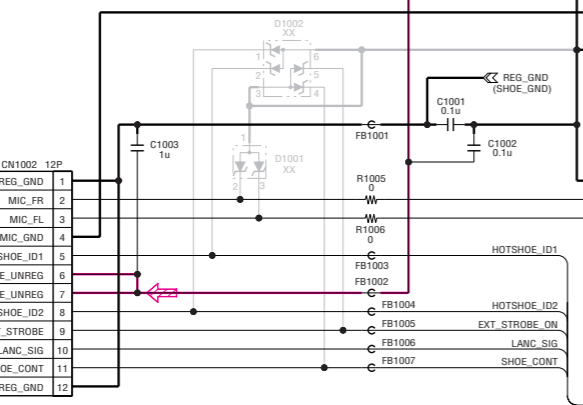 D1002
XX
1
6
2
5
3
4
REG_GND
(SHOE_GND)
C1001
0.1u
FB1001
C1003
1u
C1002
0.1u
1
D1001
XX
2
3
CN1002 12P
REG_GND 1
MIC_FR 2
MIC_FL 3
MIC_GND 4
SHOE_ID1 5
E_UNREG 6
E_UNREG 7
SHOE_ID2 8
T_STROBE 9
LANC_SIG 10
OE_CONT 11
REG_GND 12
R1005
0
R1006
0
FB1003
HOTSHOE_ID1
FB1002
FB1004
HOTSHOE_ID2
FB1005
EXT_STROBE_ON
FB1006
LANC_SIG
FB1007
SHOE_CONT